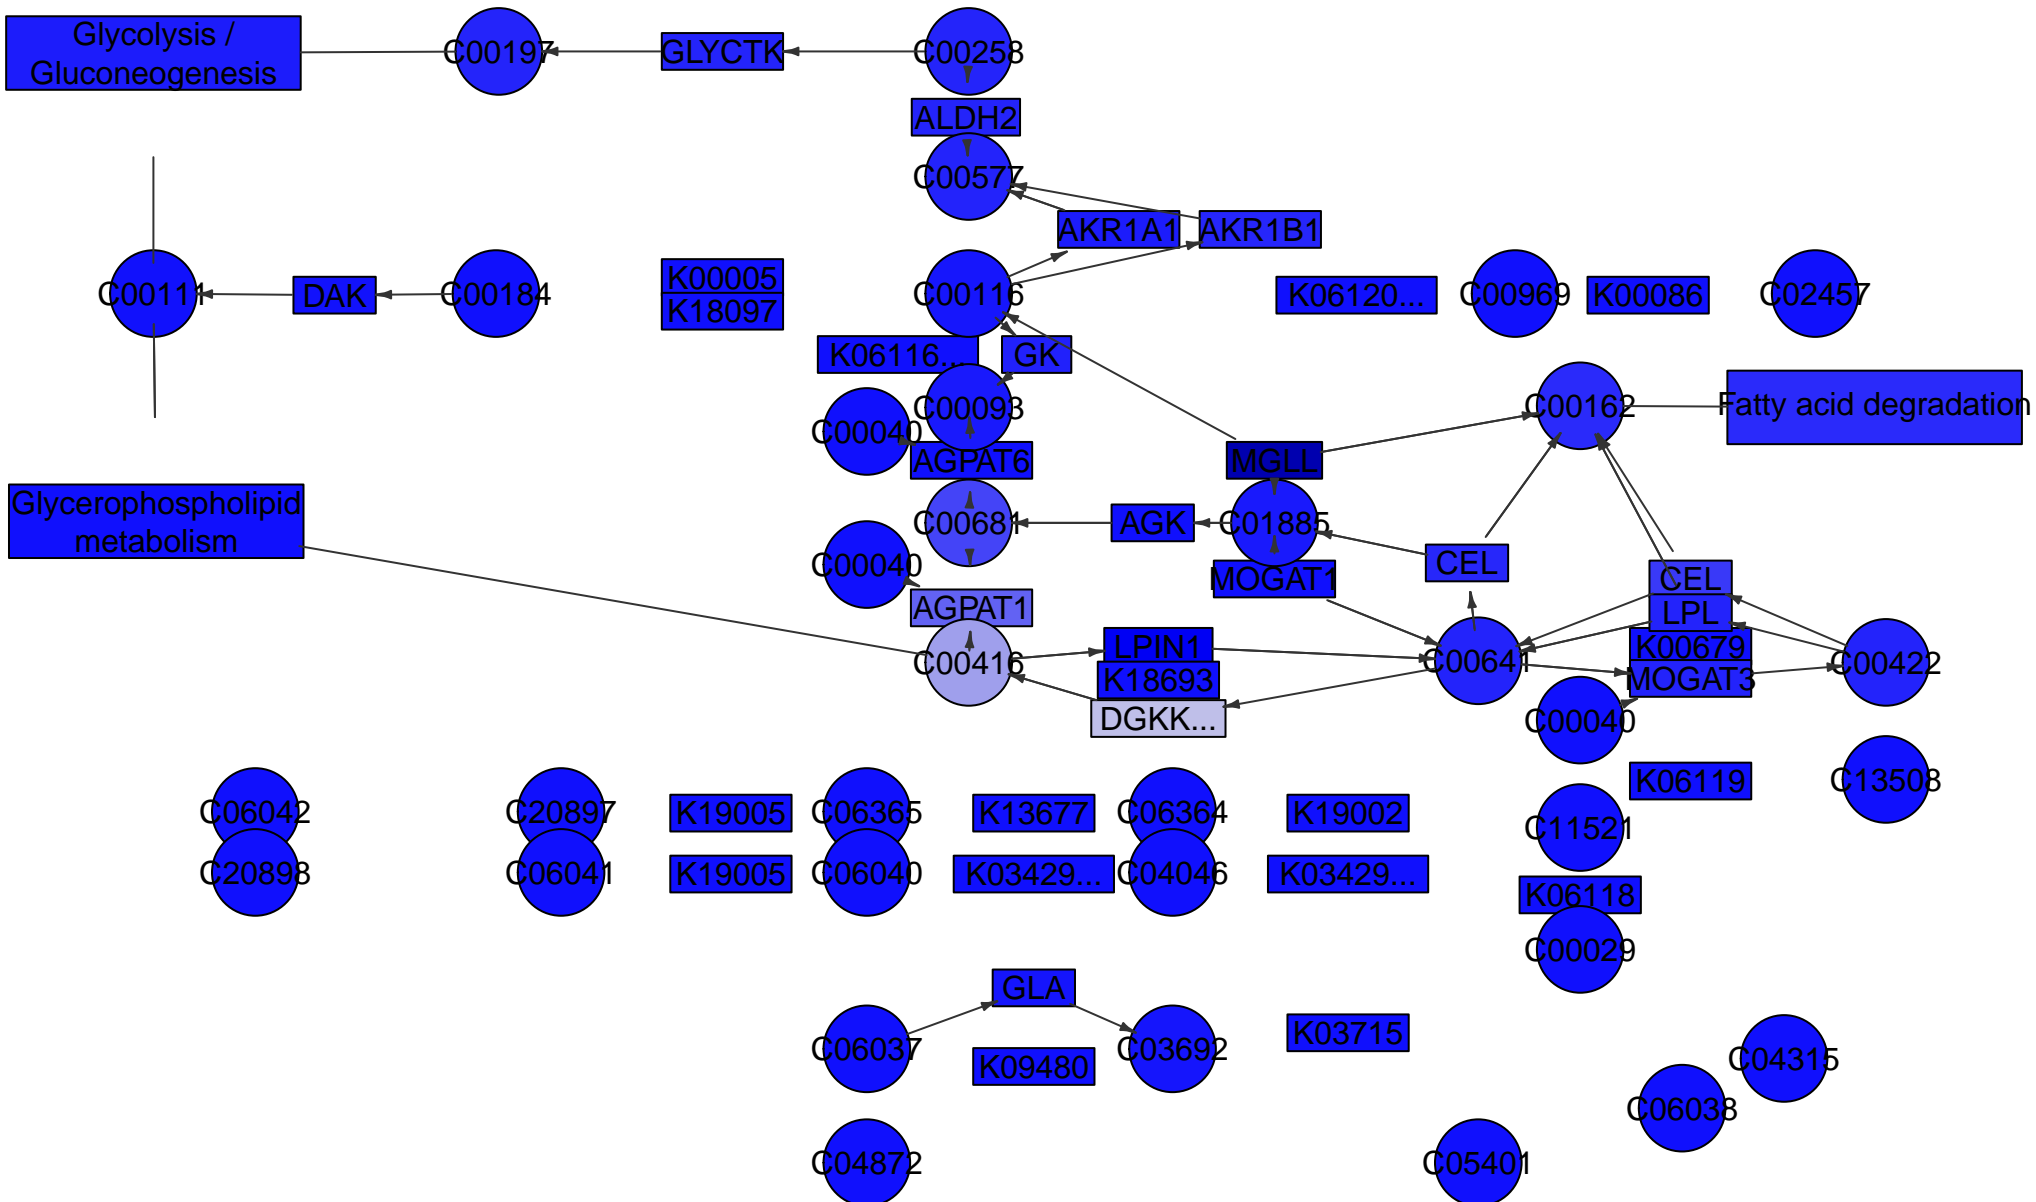 Glycolysis /
Gluconeogenesis
C00197
GLYCTK
C00258
ALDH2
C00577
AKR1A1
AKR1B1
C00111
DAK
C00184
K00005
K18097
C00116
K06120...
C00969
K00086
C02457
K06116...
GK
C00093
C00040
C00162
Fatty acid degradation
AGPAT6
MGLL
Glycerophospholipid
metabolism
C00681
AGK
C01885
C00040
MOGAT1
CEL
CEL
LPL
AGPAT1
C00416
LPIN1
K18693
DGKK...
C00641
K00679
MOGAT3
C00422
C00040
K06119
C13508
C06042
C20897
K19005
C06365
K13677
C06364
K19002
C11521
C20898
C06041
K19005
C06040
K03429...
C04046
K03429...
K06118
C00029
GLA
C06037
K09480
C03692
K03715
C04315
C06038
C04872
C05401